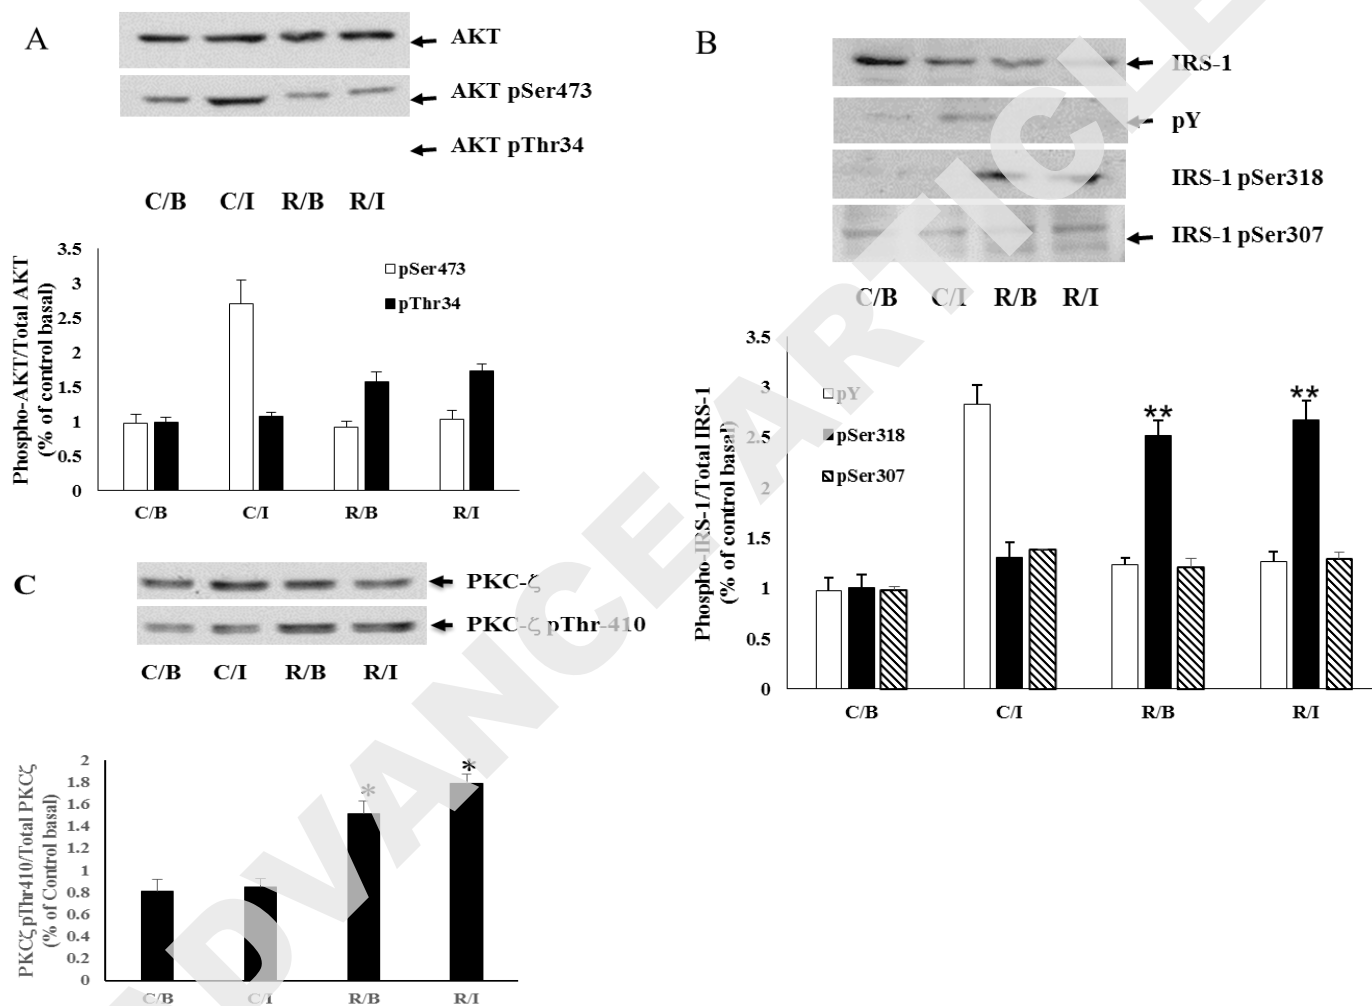 A
AKT
AKT pSer473
AKT pThr34
C/B C/I R/B R/I
Phospho-AKT/Total AKT
(% of control basal)
3.5
3
2.5
2
1.5
1
0.5
0
pSer473
pThr34
C/B C/I R/B R/I
B
IRS-1
pY
IRS-1 pSer318
IRS-1 pSer307
C/B C/I R/B R/I
Phospho-IRS-1/Total IRS-1
(% of control basal)
3.5
3
2.5
2
1.5
1
0.5
0
pY
pSer318
pSer307
**
**
C/B C/I R/B R/I
C
PKC-ζ
PKC-ζ pThr-410
C/B C/I R/B R/I
PKCζ pThr410/Total PKCζ
(% of Control basal)
2
1.8
1.6
1.4
1.2
1
0.8
0.6
0.4
0.2
0
*
*
C/B C/I R/B R/I
ADVANCE ARTICLE